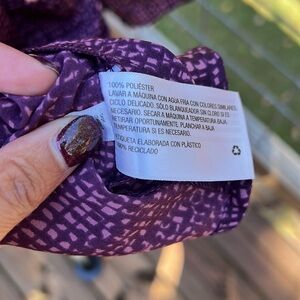 100% POLIÉSTER
LAVAR A MÁQUINA CON AGUA FRÍA CON COLORES SIMILARES.
CICLO DELICADO. SÓLO BLANQUEADOR SIN CLORO SI ES
NECESARIO. SECAR A MÁQUINA A TEMPERATURA BAJA.
RETIRAR OPORTUNAMENTE. PLANCHAR A BAJA
TEMPERATURA SI ES NECESARIO.
ETIQUETA ELABORADA CON PLÁSTICO
100% RECICLADO